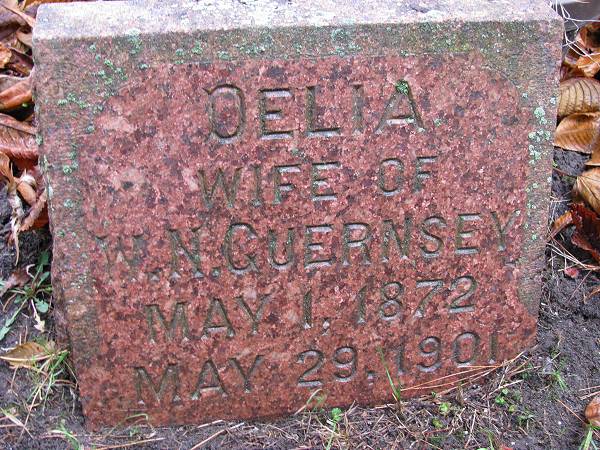 DELIA
WIFE OF
W.N. GUERNSEY
MAY 1, 1872
MAY 29, 1901